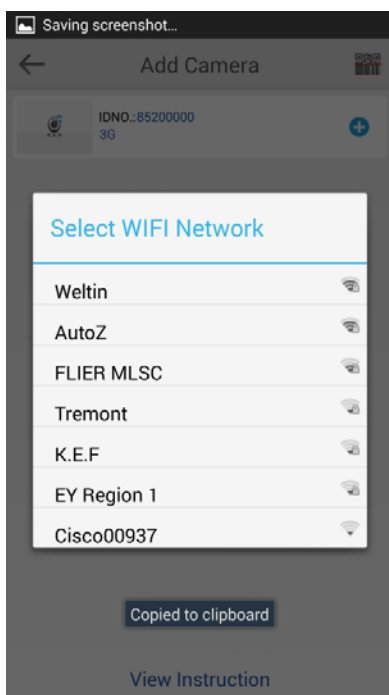 Saving screenshot...
Add Camera
IDNO.:85200000
3G
Select WIFI Network
Weltin
AutoZ
FLIER MLSC
Tremont
K.E.F
EY Region 1
Cisco00937
Copied to clipboard
View Instruction